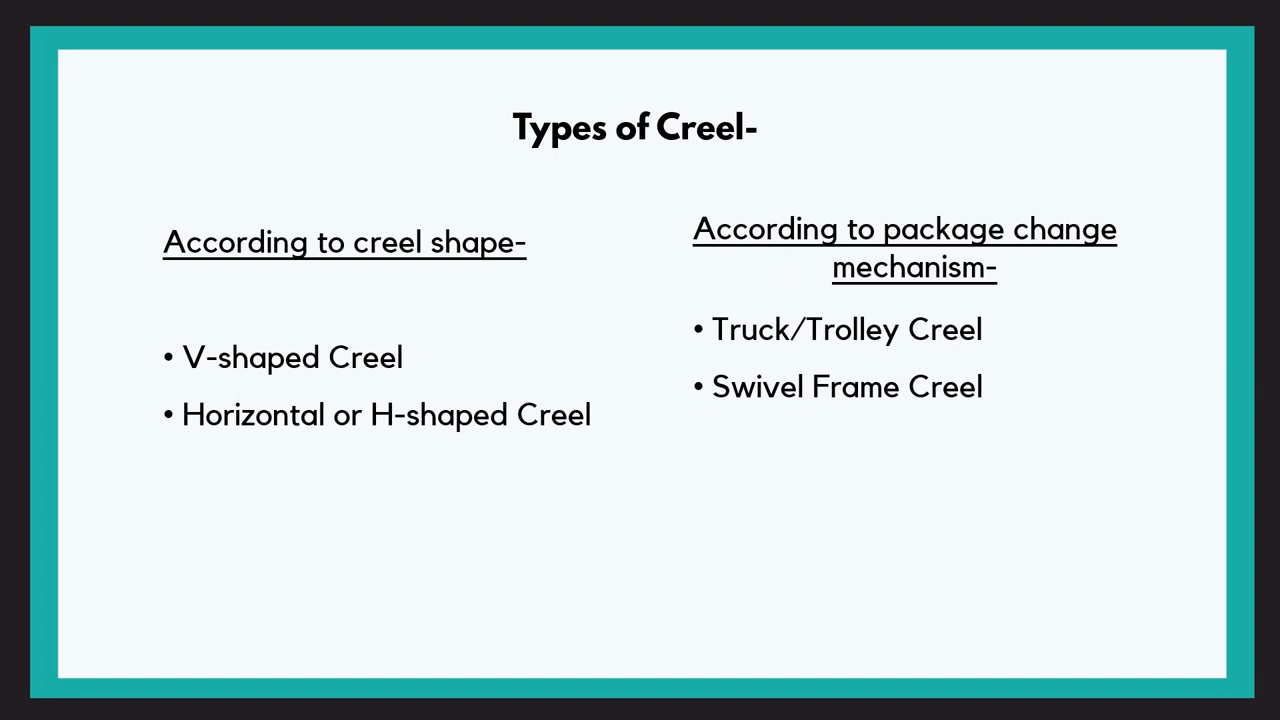 Types of Creel-
According to creel shape-
• V-shaped Creel
• Horizontal or H-shaped Creel
According to package change
mechanism-
• Truck/Trolley Creel
• Swivel Frame Creel